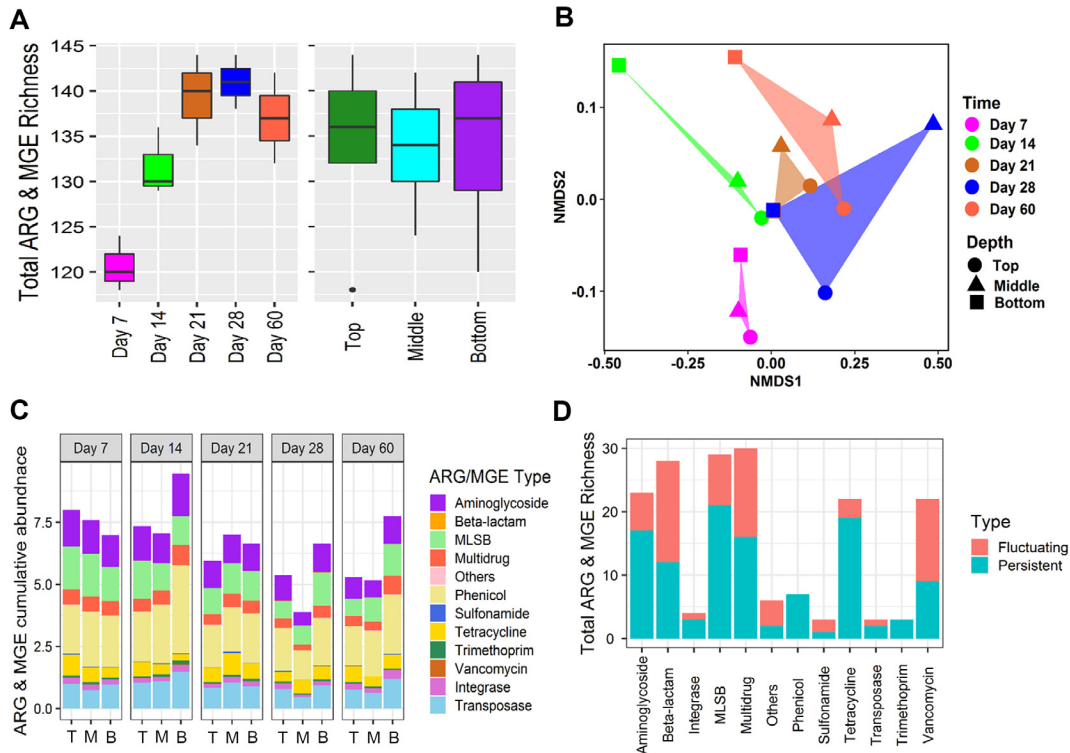 A
Total ARG & MGE Richness
145
140
135
130
125
120
Day 7
Day 14
Day 21
Day 28
Day 60
Top
Middle
Bottom
B
NMDS2
0.1
0.0
-0.1
-0.50
-0.25
0.00
0.25
0.50
NMDS1
Time
Day 7
Day 14
Day 21
Day 28
Day 60
Depth
Top
Middle
Bottom
C
ARG & MGE cumulative abundnace
Day 7
Day 14
Day 21
Day 28
Day 60
7.5
5.0
2.5
0.0
T M B
T M B
T M B
T M B
T M B
ARG/MGE Type
Aminoglycoside
Beta-lactam
MLSB
Multidrug
Others
Phenicol
Sulfonamide
Tetracycline
Trimethoprim
Vancomycin
Integrase
Transposase
D
Total ARG & MGE Richness
30
20
10
0
Aminoglycoside
Beta-lactam
Integrase
MLSB
Multidrug
Others
Phenicol
Sulfonamide
Tetracycline
Transposase
Trimethoprim
Vancomycin
Type
Fluctuating
Persistent